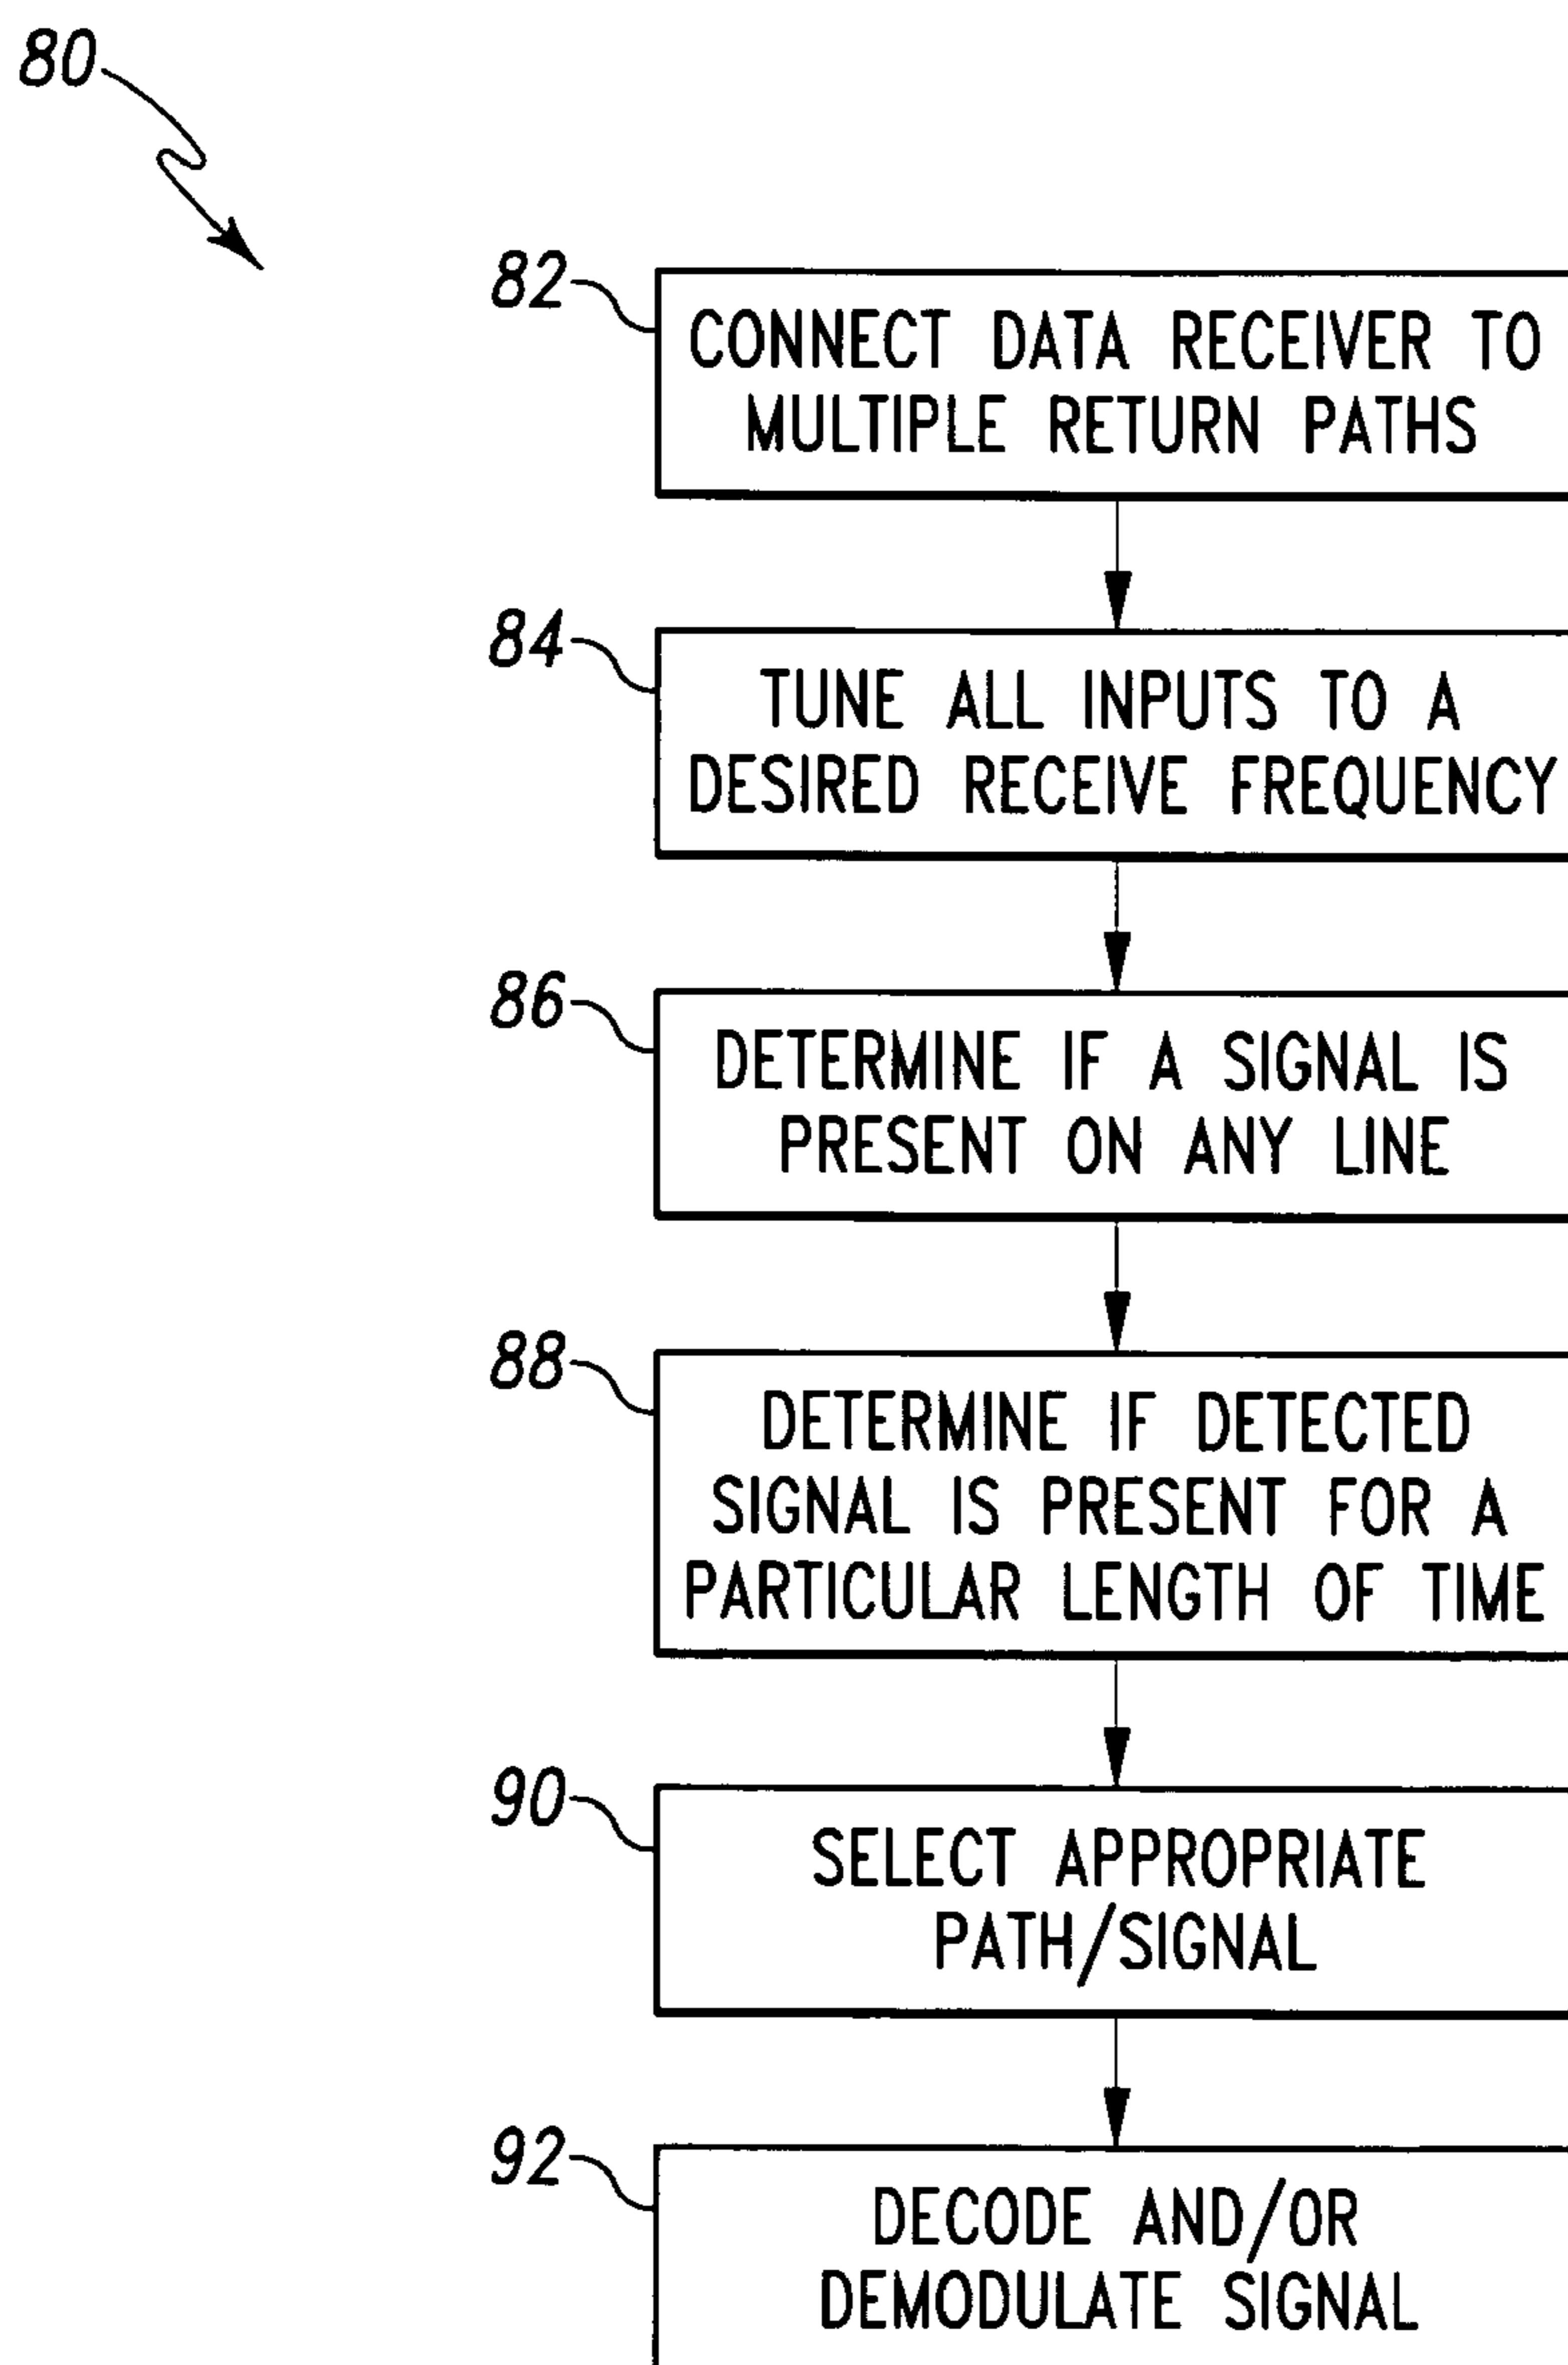 80
82
CONNECT DATA RECEIVER TO
MULTIPLE RETURN PATHS
84
TUNE ALL INPUTS TO A
DESIRED RECEIVE FREQUENCY
86
DETERMINE IF A SIGNAL IS
PRESENT ON ANY LINE
88
DETERMINE IF DETECTED
SIGNAL IS PRESENT FOR A
PARTICULAR LENGTH OF TIME
90
SELECT APPROPRIATE
PATH/SIGNAL
92
DECODE AND/OR
DEMODULATE SIGNAL